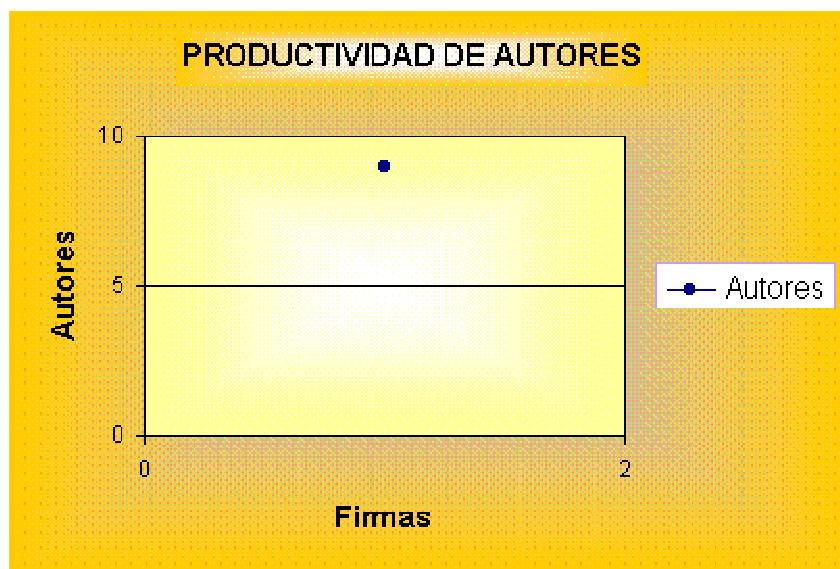 PRODUCTIVIDAD DE AUTORES
10
5
0
Autores
0
2
Firmas
Autores